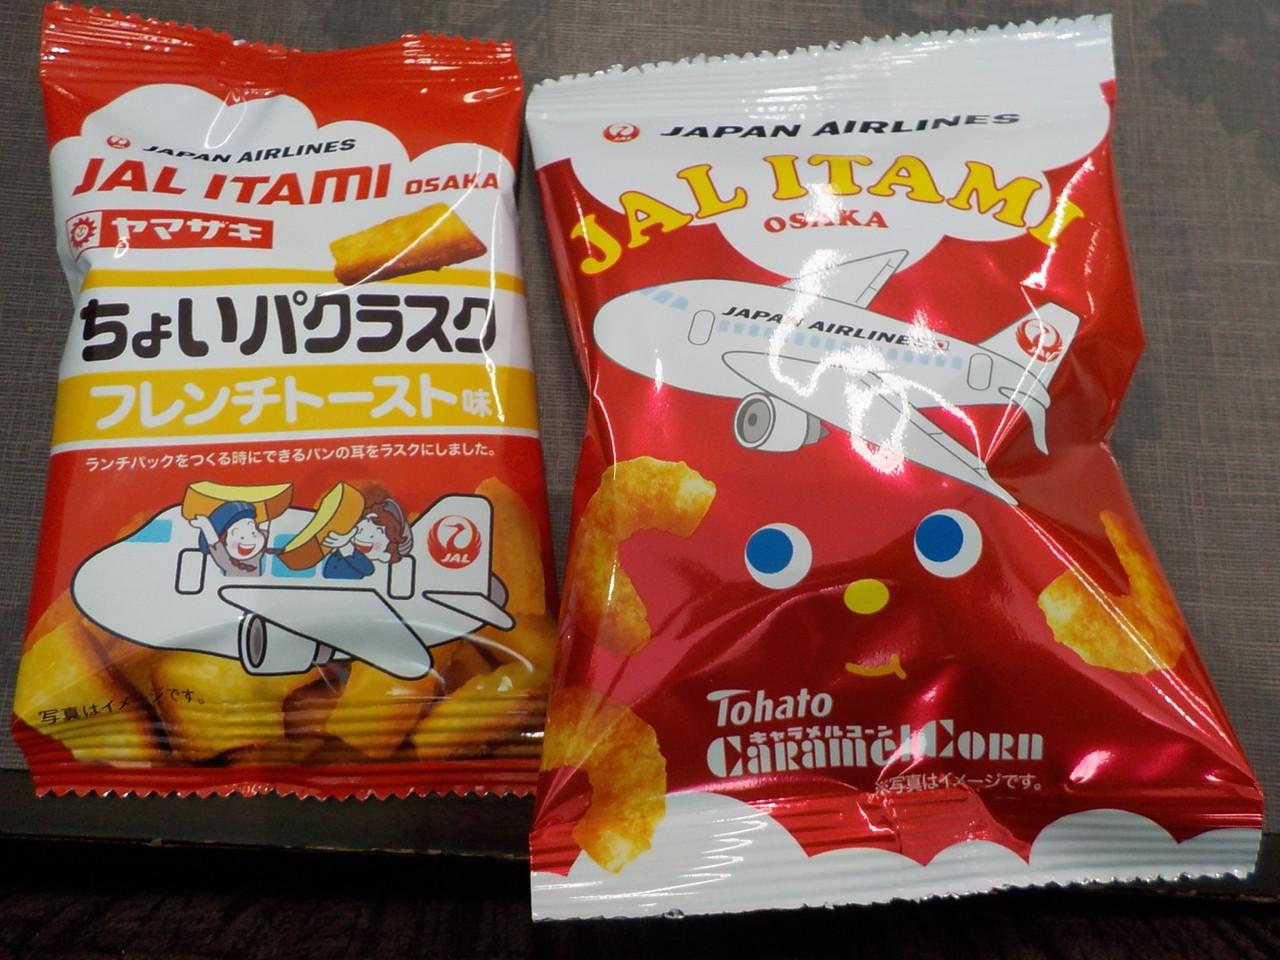 JAPAN AIRLINES
JAL ITAMI OSAKA
ヤマザキ
ちょいパクラスク
フレンチトースト味
ランチパックをつくる時にできるパンの耳をラスクにしました。
JAL
写真はイメージです。
JAPAN AIRLINES
JAL ITAMI
OSAKA
JAPAN AIRLINES
Tohato
キャラメルコーン
Caramel Corn
※写真はイメージです。